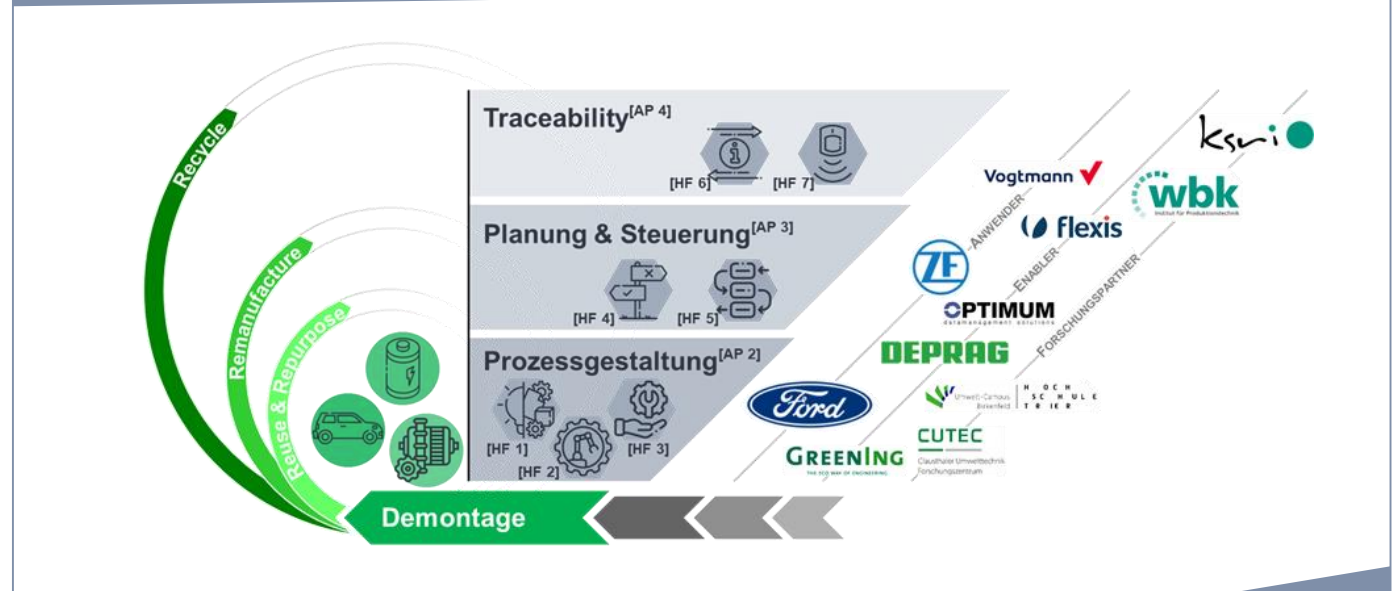 Recycle
Remanufacture
Reuse & Repurpose
Traceability[AP 4]
[HF 6]
[HF 7]
Planung & Steuerung[AP 3]
[HF 4]
[HF 5]
Prozessgestaltung[AP 2]
[HF 1]
[HF 2]
[HF 3]
Demontage
ANWENDER
ENABLER
FORSCHUNGSPARTNER
Vogtmann
ZF
Ford
flexis
OPTIMUM
datamanagement solutions
DEPRAG
GREENING
THE ECO WAY OF ENGINEERING
ksri
wbk
Institut für Produktionstechnik
Umwelt-Campus
Birkenfeld
HOCH
SCHULE
TRIER
CUTEC
Clausthaler Umwelttechnik
Forschungszentrum